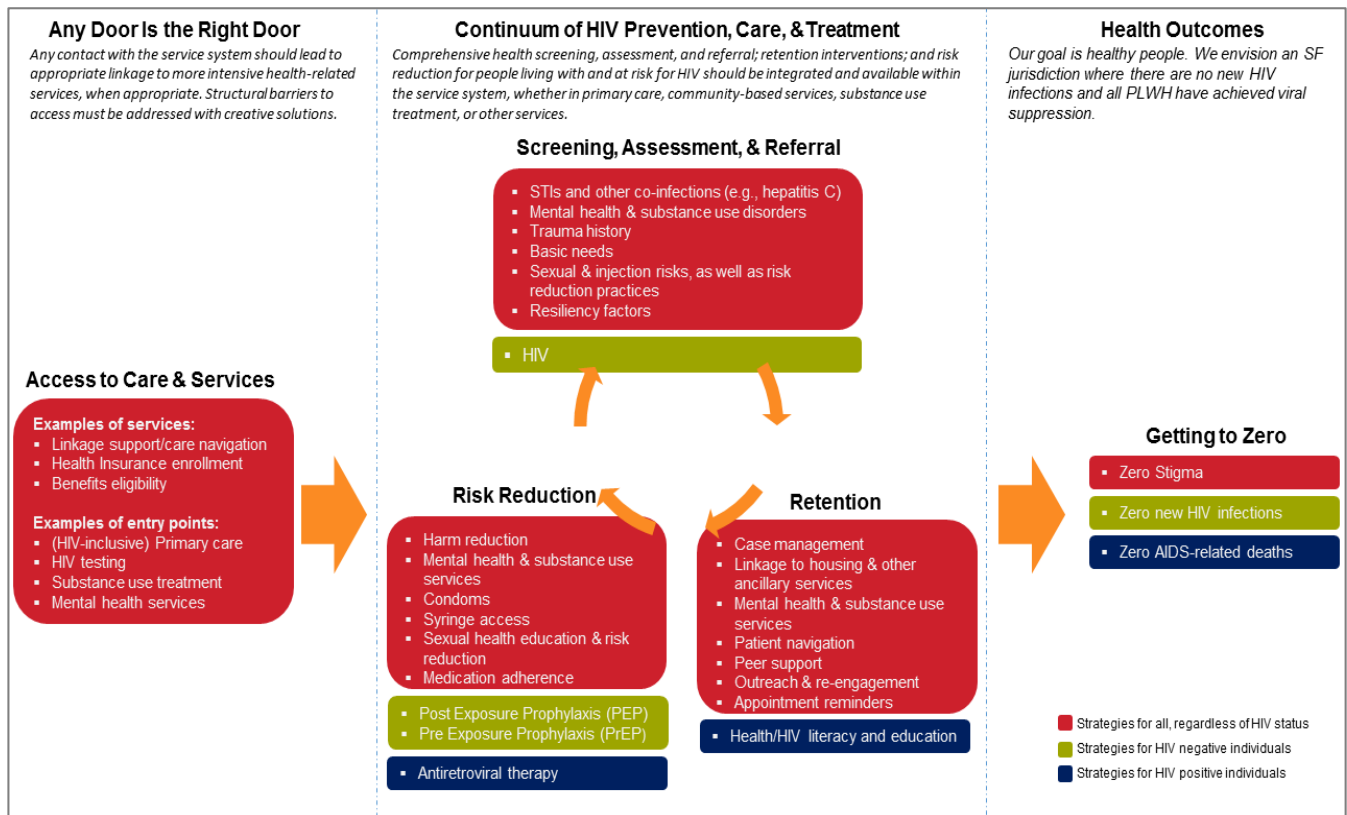 Any Door Is the Right Door
Any contact with the service system should lead to
appropriate linkage to more intensive health-related
services, when appropriate. Structural barriers to
access must be addressed with creative solutions.
Access to Care & Services
Examples of services:
▪ Linkage support/care navigation
▪ Health Insurance enrollment
▪ Benefits eligibility
Examples of entry points:
▪ (HIV-inclusive) Primary care
▪ HIV testing
▪ Substance use treatment
▪ Mental health services
Continuum of HIV Prevention, Care, & Treatment
Comprehensive health screening, assessment, and referral; retention interventions; and risk
reduction for people living with and at risk for HIV should be integrated and available within
the service system, whether in primary care, community-based services, substance use
treatment, or other services.
Screening, Assessment, & Referral
▪ STIs and other co-infections (e.g., hepatitis C)
▪ Mental health & substance use disorders
▪ Trauma history
▪ Basic needs
▪ Sexual & injection risks, as well as risk
reduction practices
▪ Resiliency factors
▪ HIV
Risk Reduction
▪ Harm reduction
▪ Mental health & substance use
services
▪ Condoms
▪ Syringe access
▪ Sexual health education & risk
reduction
▪ Medication adherence
▪ Post Exposure Prophylaxis (PEP)
▪ Pre Exposure Prophylaxis (PrEP)
▪ Antiretroviral therapy
Retention
▪ Case management
▪ Linkage to housing & other
ancillary services
▪ Mental health & substance use
services
▪ Patient navigation
▪ Peer support
▪ Outreach & re-engagement
▪ Appointment reminders
▪ Health/HIV literacy and education
Health Outcomes
Our goal is healthy people. We envision an SF
jurisdiction where there are no new HIV
infections and all PLWH have achieved viral
suppression.
Getting to Zero
▪ Zero Stigma
▪ Zero new HIV infections
▪ Zero AIDS-related deaths
Strategies for all, regardless of HIV status
Strategies for HIV negative individuals
Strategies for HIV positive individuals